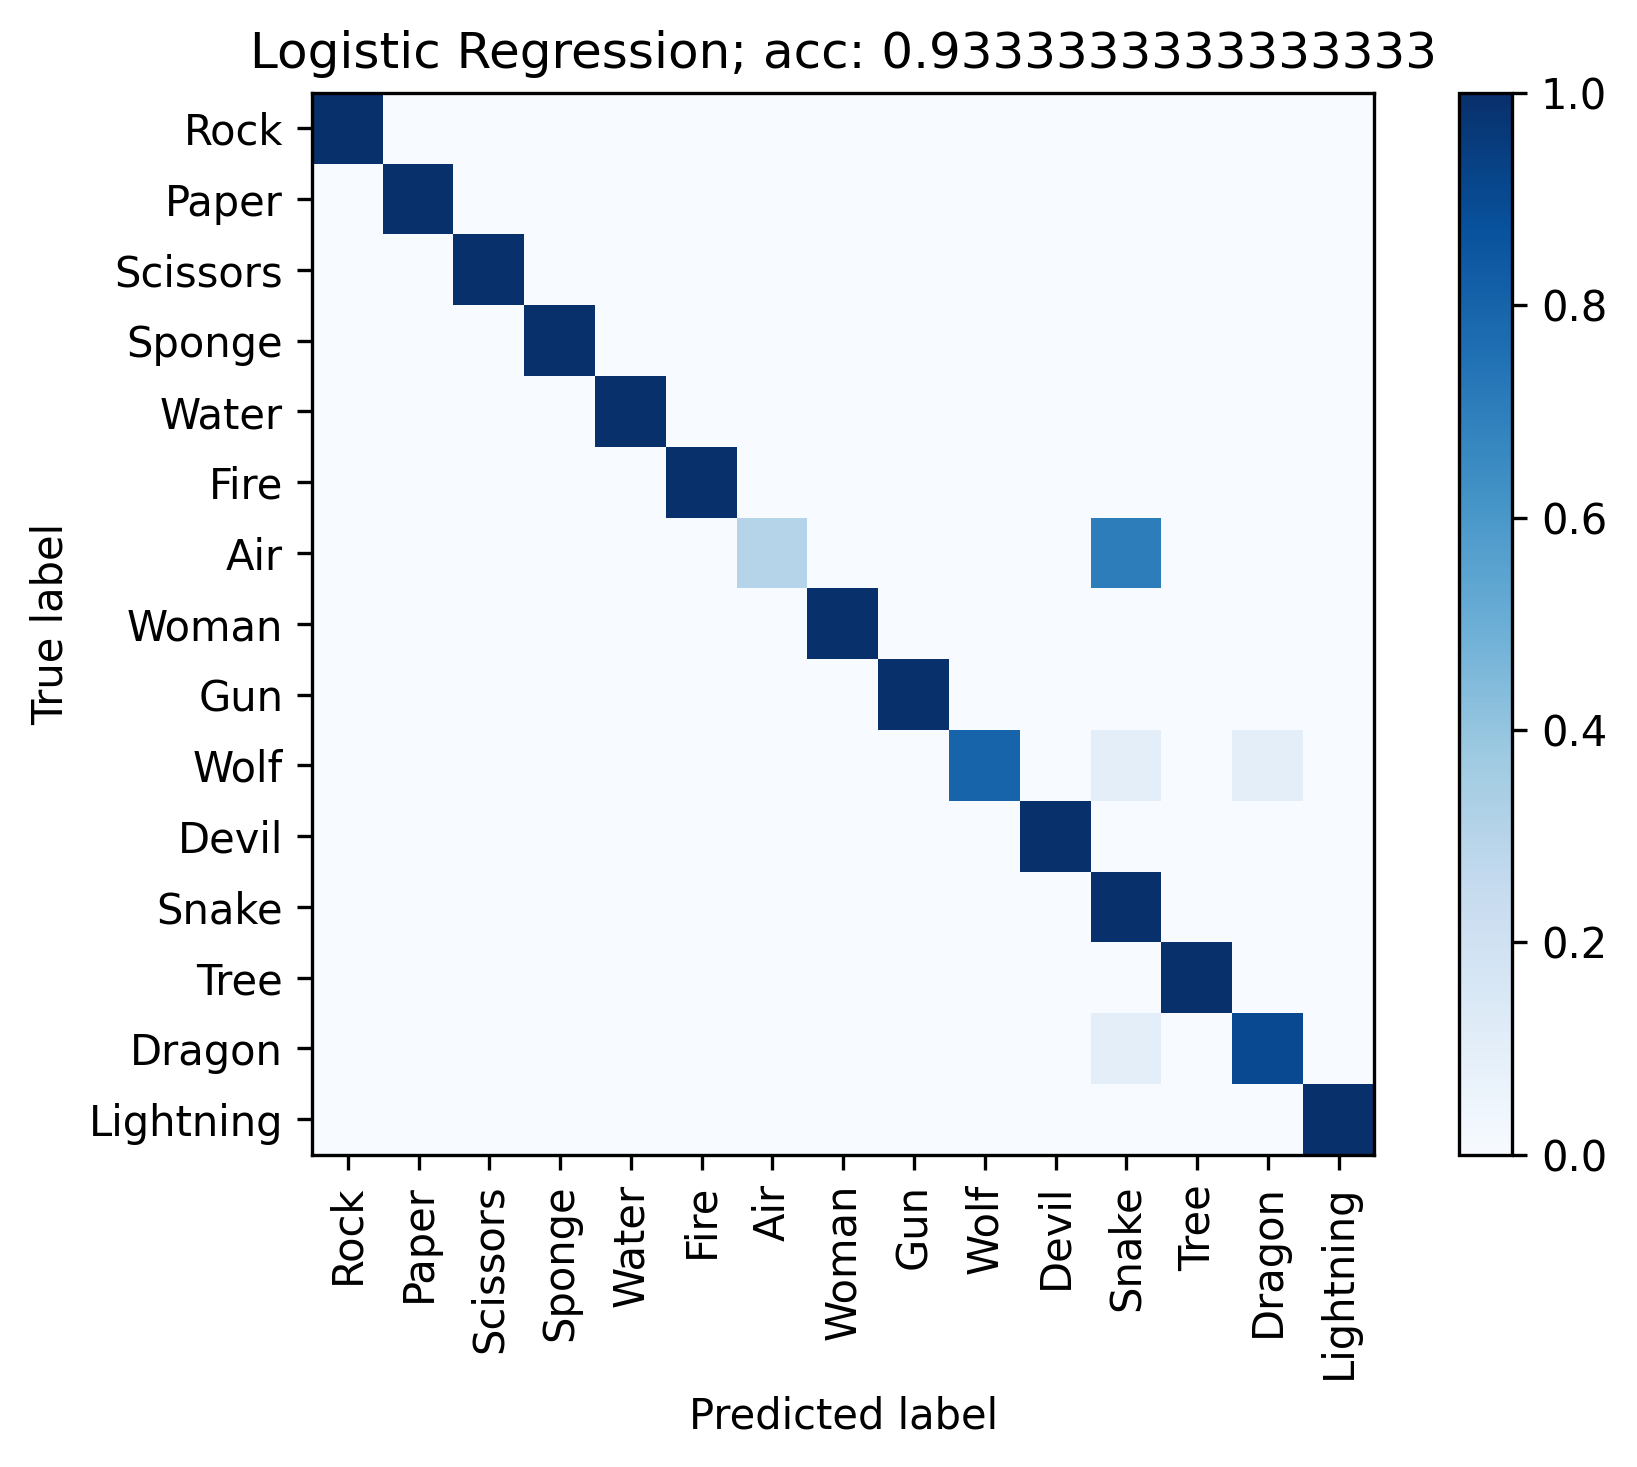 Logistic Regression; acc: 0.9333333333333333
Rock
Paper
Scissors
Sponge
Water
Fire
Air
Woman
Gun
Wolf
Devil
Snake
Tree
Dragon
Lightning
True label
Rock
Paper
Scissors
Sponge
Water
Fire
Air
Woman
Gun
Wolf
Devil
Snake
Tree
Dragon
Lightning
Predicted label
1.0
0.8
0.6
0.4
0.2
0.0